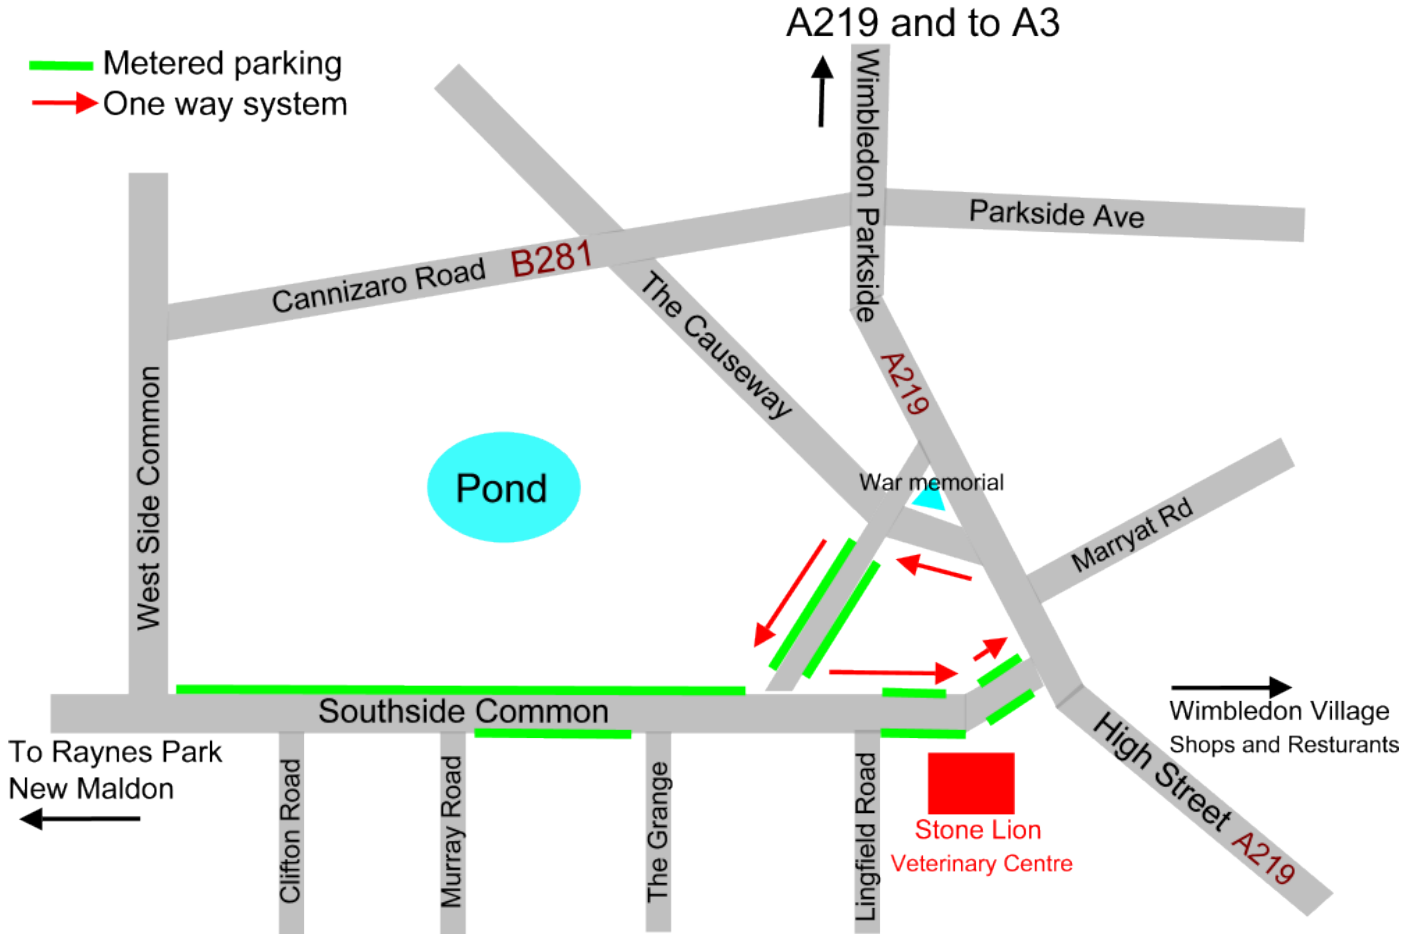 A219 and to A3
Metered parking
One way system
Wimbledon Parkside
Parkside Ave
Cannizaro Road B281
The Causeway
A219
West Side Common
Pond
War memorial
Marryat Rd
Southside Common
Wimbledon Village
Shops and Resturants
To Raynes Park
New Maldon
High Street A219
Clifton Road
Murray Road
The Grange
Lingfield Road
Stone Lion
Veterinary Centre